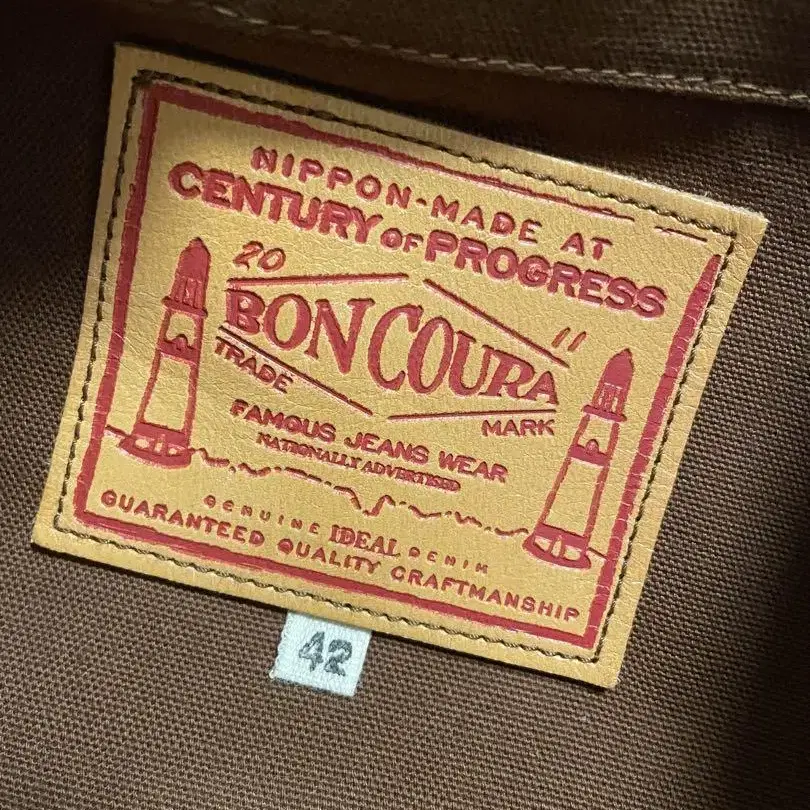 NIPPON-MADE AT
CENTURY OF PROGRESS
20 11
BONCOURA
TRADE MARK
FAMOUS JEANS WEAR
NATIONALLY ADVERTISED
GENUINE IDEAL DENIM
GUARANTEED QUALITY CRAFTMANSHIP
42